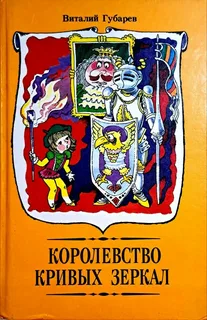 Виталий Губарев
КОРОЛЕВСТВО
КРИВЫХ ЗЕРКАЛ